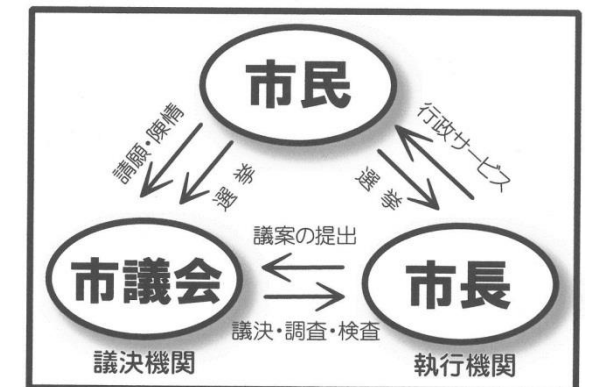 市民
請願・陳情
選挙
選挙
行政サービス
議案の提出
市議会
市長
議決・調査・検査
議決機関
執行機関